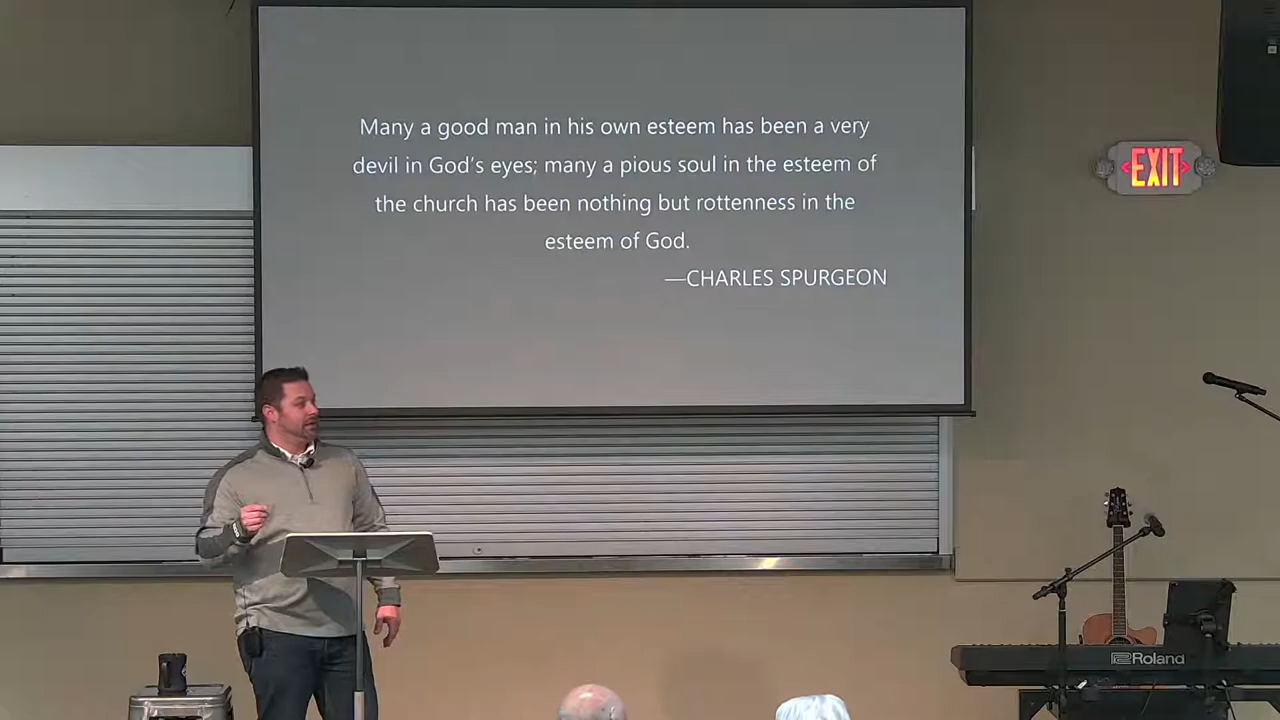 Many a good man in his own esteem has been a very
devil in God's eyes; many a pious soul in the esteem of
the church has been nothing but rottenness in the
esteem of God.
—CHARLES SPURGEON
EXIT
Roland